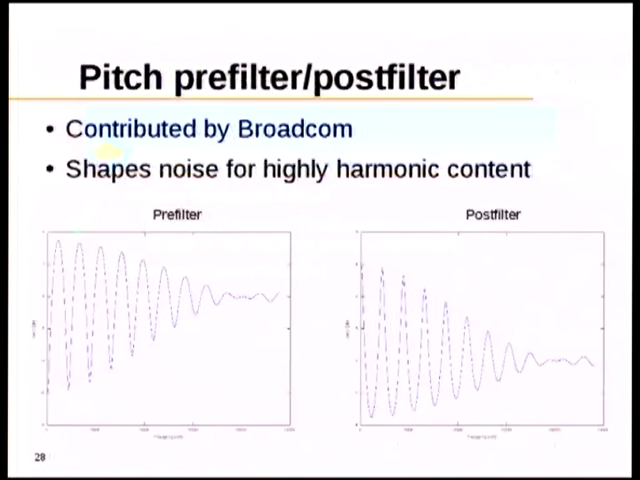 Pitch prefilter/postfilter
• Contributed by Broadcom
• Shapes noise for highly harmonic content
Prefilter
Postfilter
28